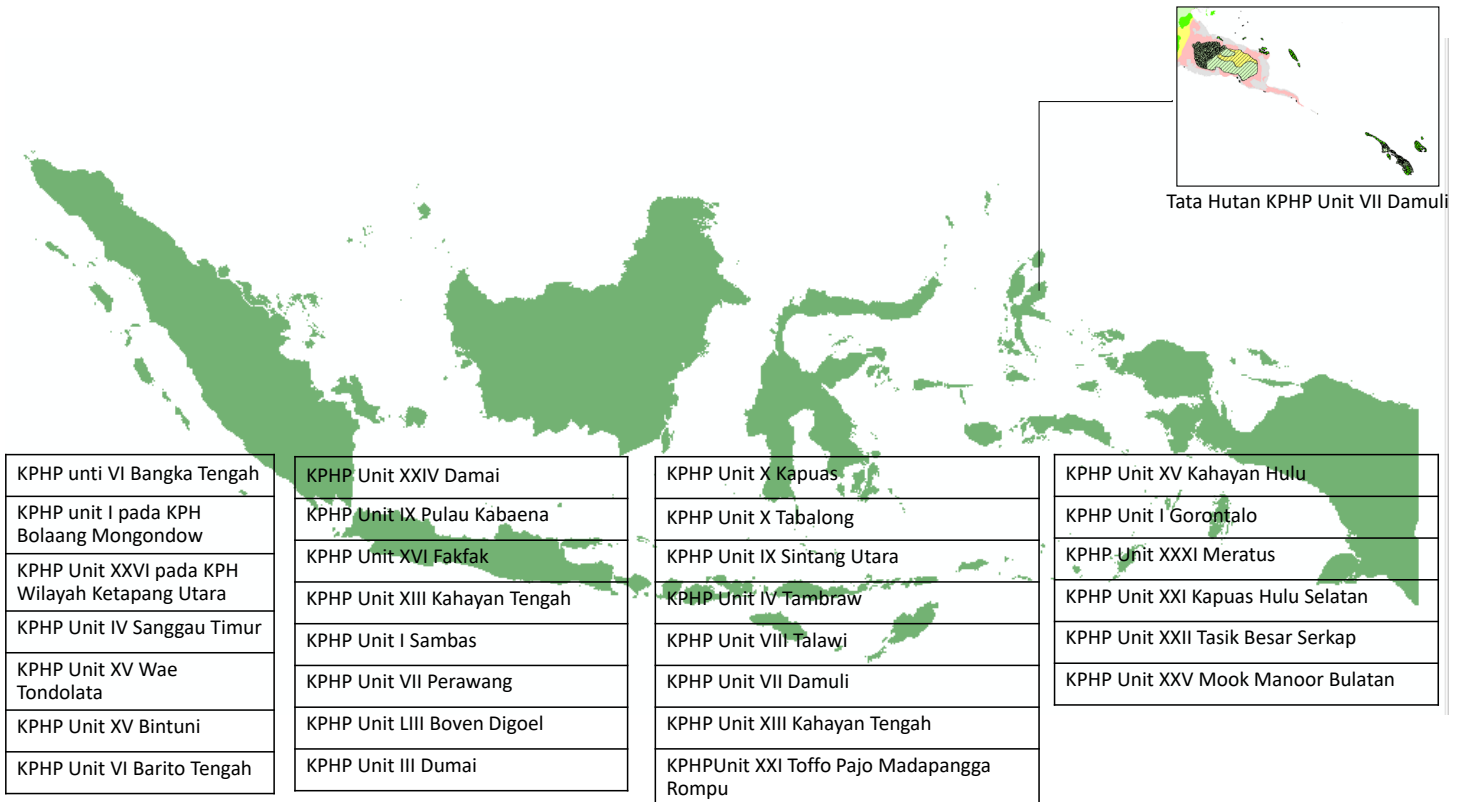 Tata Hutan KPHP Unit VII Damuli
KPHP unti VI Bangka Tengah
KPHP unit I pada KPH
Bolaang Mongondow
KPHP Unit XXVI pada KPH
Wilayah Ketapang Utara
KPHP Unit IV Sanggau Timur
KPHP Unit XV Wae
Tondolata
KPHP Unit XV Bintuni
KPHP Unit VI Barito Tengah
KPHP Unit XXIV Damai
KPHP Unit IX Pulau Kabaena
KPHP Unit XVI Fakfak
KPHP Unit XIII Kahayan Tengah
KPHP Unit I Sambas
KPHP Unit VII Perawang
KPHP Unit LIII Boven Digoel
KPHP Unit III Dumai
KPHP Unit X Kapuas
KPHP Unit X Tabalong
KPHP Unit IX Sintang Utara
KPHP Unit IV Tambraw
KPHP Unit VIII Talawi
KPHP Unit VII Damuli
KPHP Unit XIII Kahayan Tengah
KPHPUnit XXI Toffo Pajo Madapangga
Rompu
KPHP Unit XV Kahayan Hulu
KPHP Unit I Gorontalo
KPHP Unit XXXI Meratus
KPHP Unit XXI Kapuas Hulu Selatan
KPHP Unit XXII Tasik Besar Serkap
KPHP Unit XXV Mook Manoor Bulatan